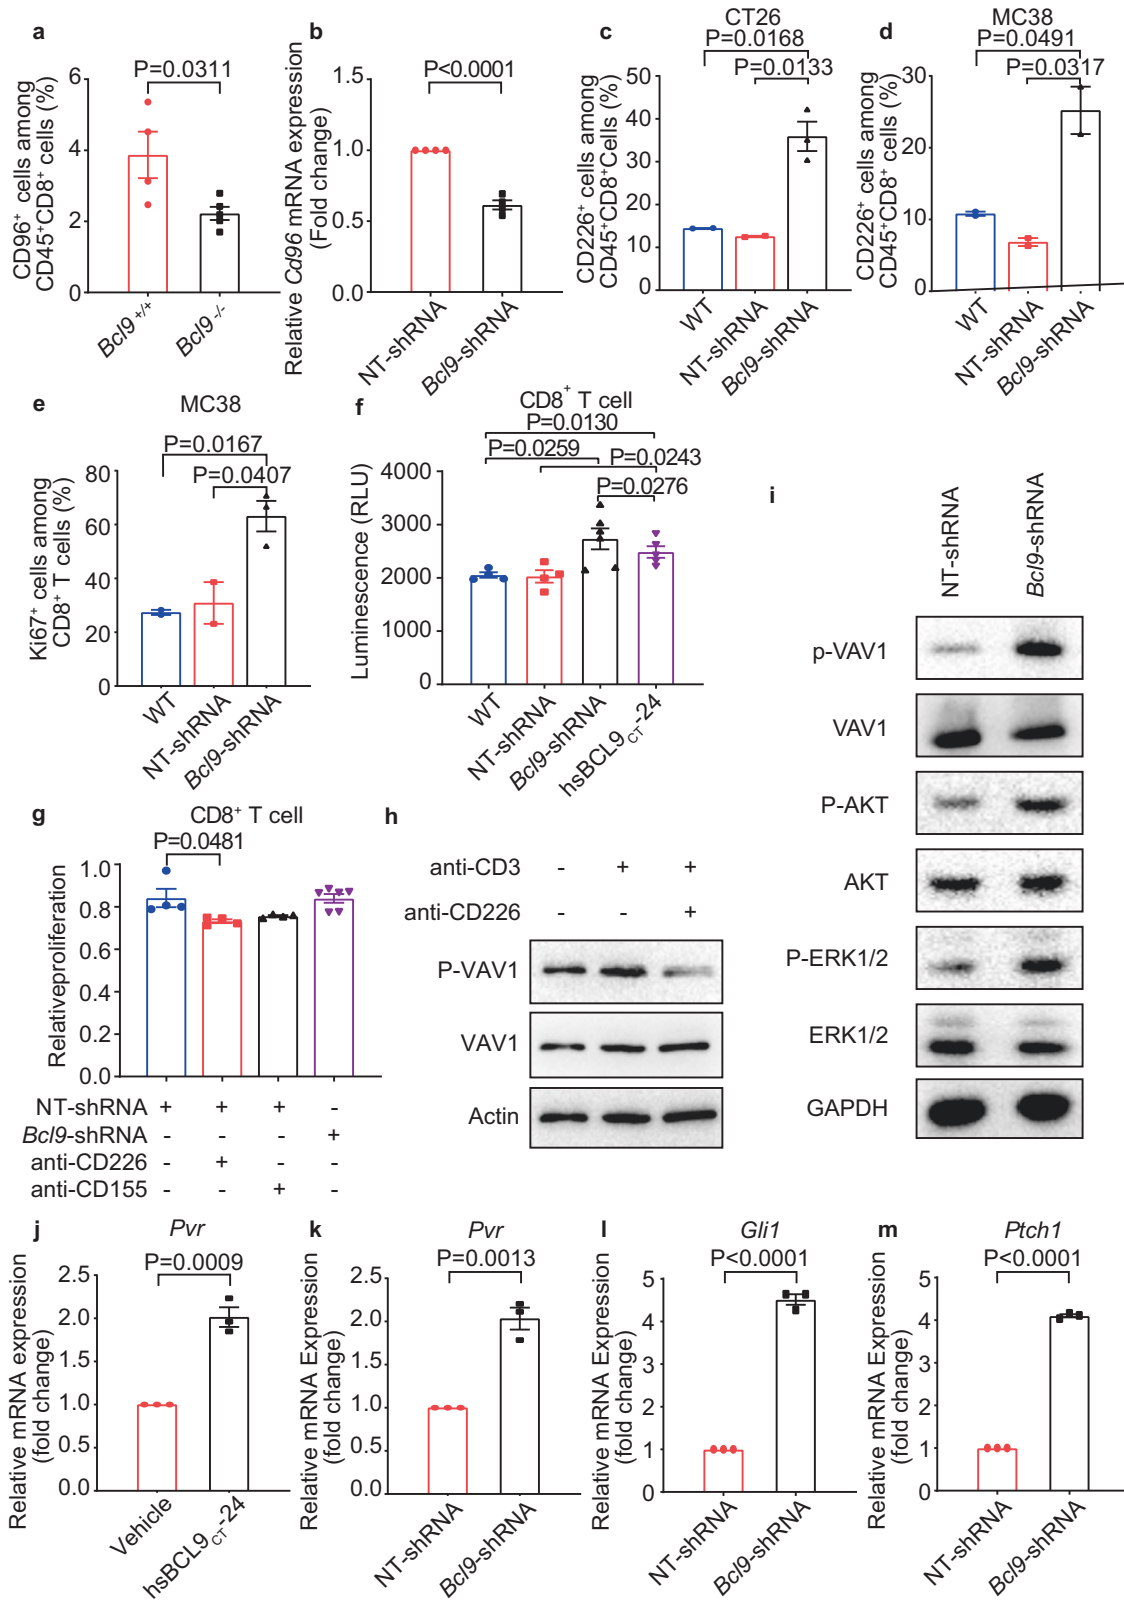 a
P=0.0311
CD96⁺ cells among
CD45⁺CD8⁺ cells (%)
6
4
2
0
Bcl9⁺/⁺
Bcl9⁻/⁻
b
P<0.0001
Relative Cd96 mRNA expression
(Fold change)
1.5
1.0
0.5
0.0
NT-shRNA
Bcl9-shRNA
c
CT26
P=0.0168
P=0.0133
CD226⁺ cells among
CD45⁺CD8⁺Cells (%)
50
40
30
20
10
0
WT
NT-shRNA
Bcl9-shRNA
d
MC38
P=0.0491
P=0.0317
CD226⁺ cells among
CD45⁺CD8⁺ cells (%)
30
20
10
0
WT
NT-shRNA
Bcl9-shRNA
e
MC38
P=0.0167
P=0.0407
Ki67⁺ cells among
CD8⁺ T cells (%)
80
60
40
20
0
WT
NT-shRNA
Bcl9-shRNA
f
CD8⁺ T cell
P=0.0130
P=0.0259
P=0.0243
P=0.0276
Luminescence (RLU)
4000
3000
2000
1000
0
WT
NT-shRNA
Bcl9-shRNA
hsBCL9CT-24
g
CD8⁺ T cell
P=0.0481
Relativeproliferation
1.0
0.8
0.6
0.4
0.2
0.0
NT-shRNA + + + -
Bcl9-shRNA - - - +
anti-CD226 - + - -
anti-CD155 - - + -
h
anti-CD3 - + +
anti-CD226 - - +
P-VAV1
VAV1
Actin
i
NT-shRNA
Bcl9-shRNA
p-VAV1
VAV1
P-AKT
AKT
P-ERK1/2
ERK1/2
GAPDH
j
Pvr
P=0.0009
Relative mRNA expression
(fold change)
2.5
2.0
1.5
1.0
0.5
0.0
Vehicle
hsBCL9CT-24
k
Pvr
P=0.0013
Relative mRNA Expression
(fold change)
2.5
2.0
1.5
1.0
0.5
0.0
NT-shRNA
Bcl9-shRNA
l
Gli1
P<0.0001
Relative mRNA Expression
(fold change)
5
4
3
2
1
0
NT-shRNA
Bcl9-shRNA
m
Ptch1
P<0.0001
Relative mRNA Expression
(fold change)
5
4
3
2
1
0
NT-shRNA
Bcl9-shRNA